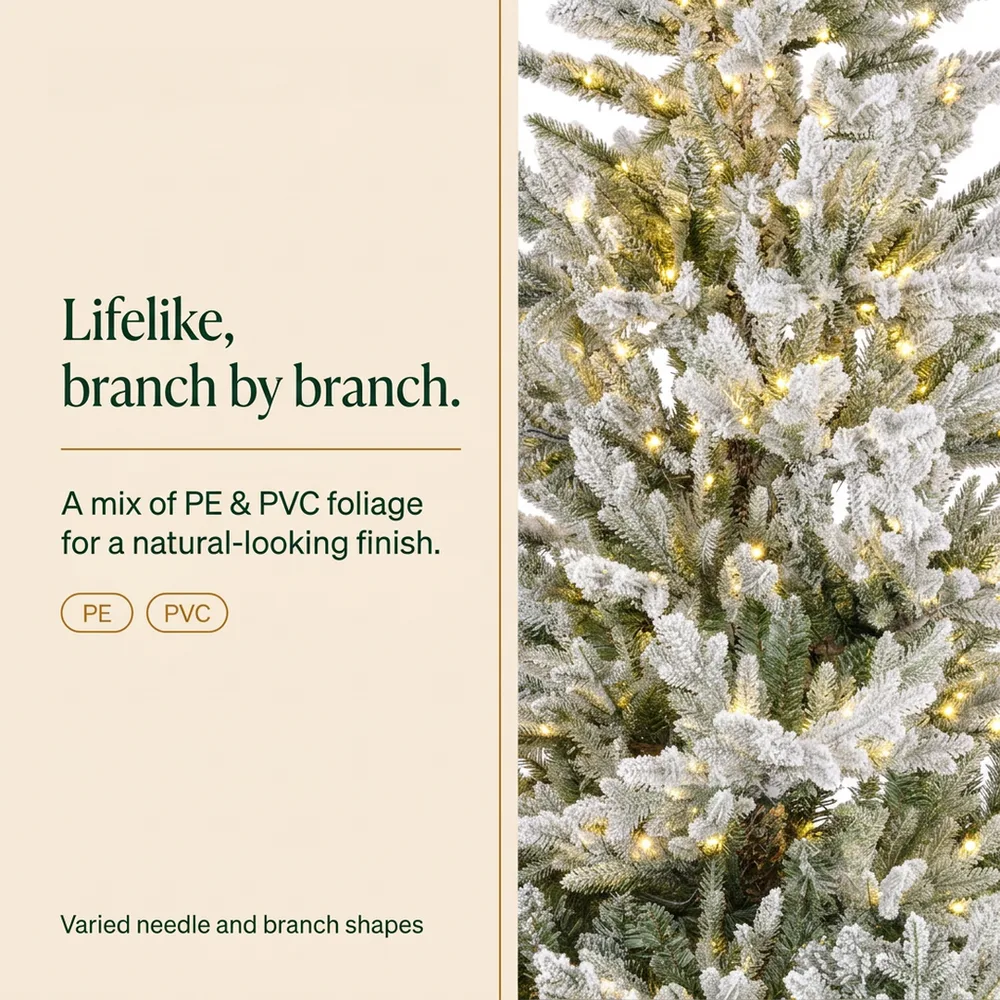 Lifelike,
branch by branch.
A mix of PE & PVC foliage
for a natural-looking finish.
PE
PVC
Varied needle and branch shapes